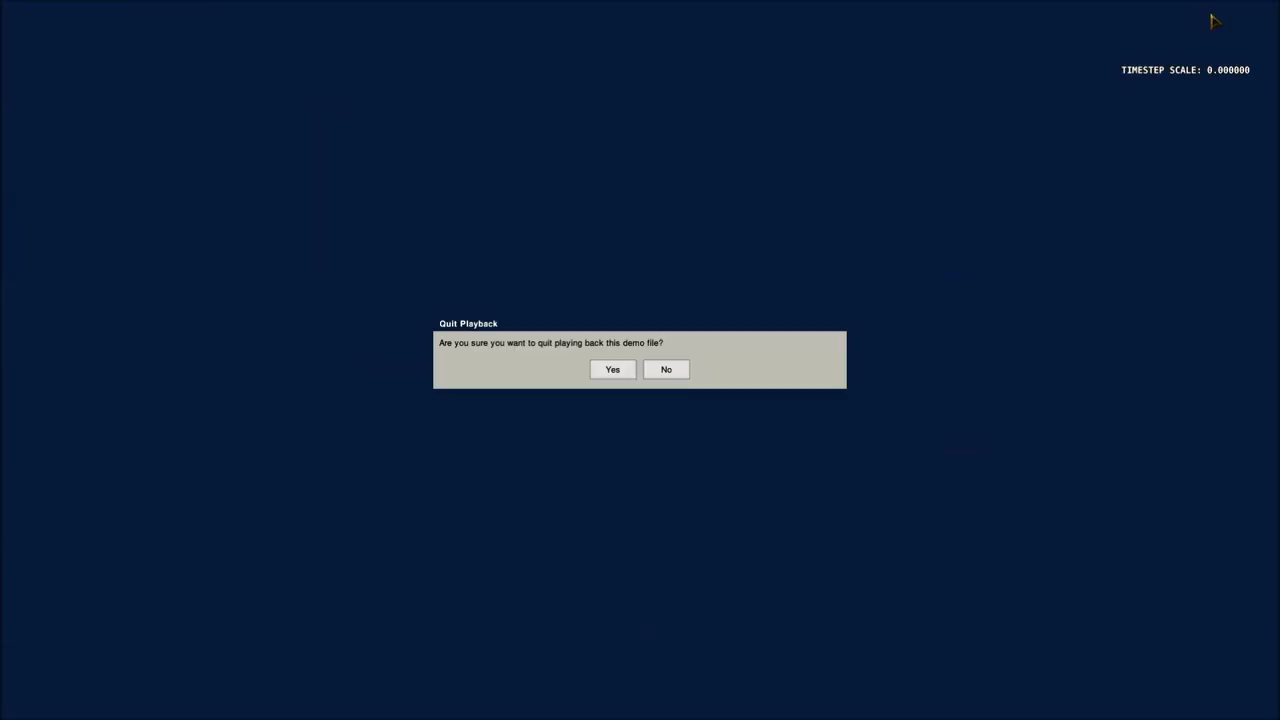 TIMESTEP SCALE: 0.000000
Quit Playback
Are you sure you want to quit playing back this demo file?
Yes No